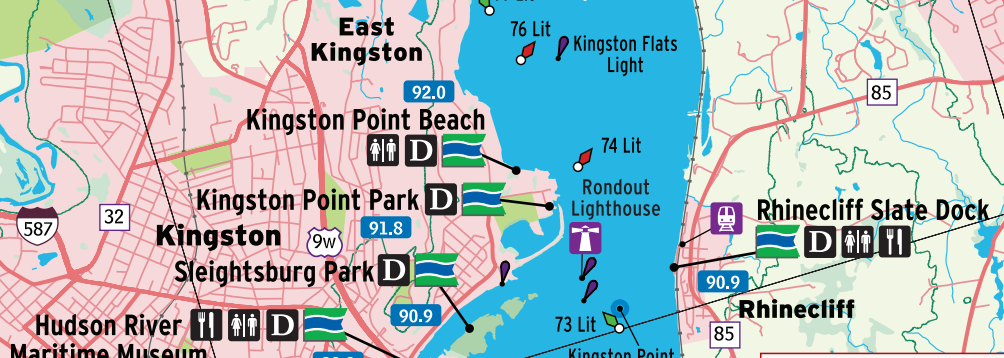 76 Lit
East
Kingston
Kingston Flats
Light
92.0
85
Kingston Point Beach
D
74 Lit
Kingston Point Park D
Rondout
Lighthouse
32
587
Kingston
9W
91.8
Rhinecliff Slate Dock
D
Sleightsburg Park D
90.9
90.9
Rhinecliff
Hudson River D
73 Lit
85
Maritime Museum
Kingston Point